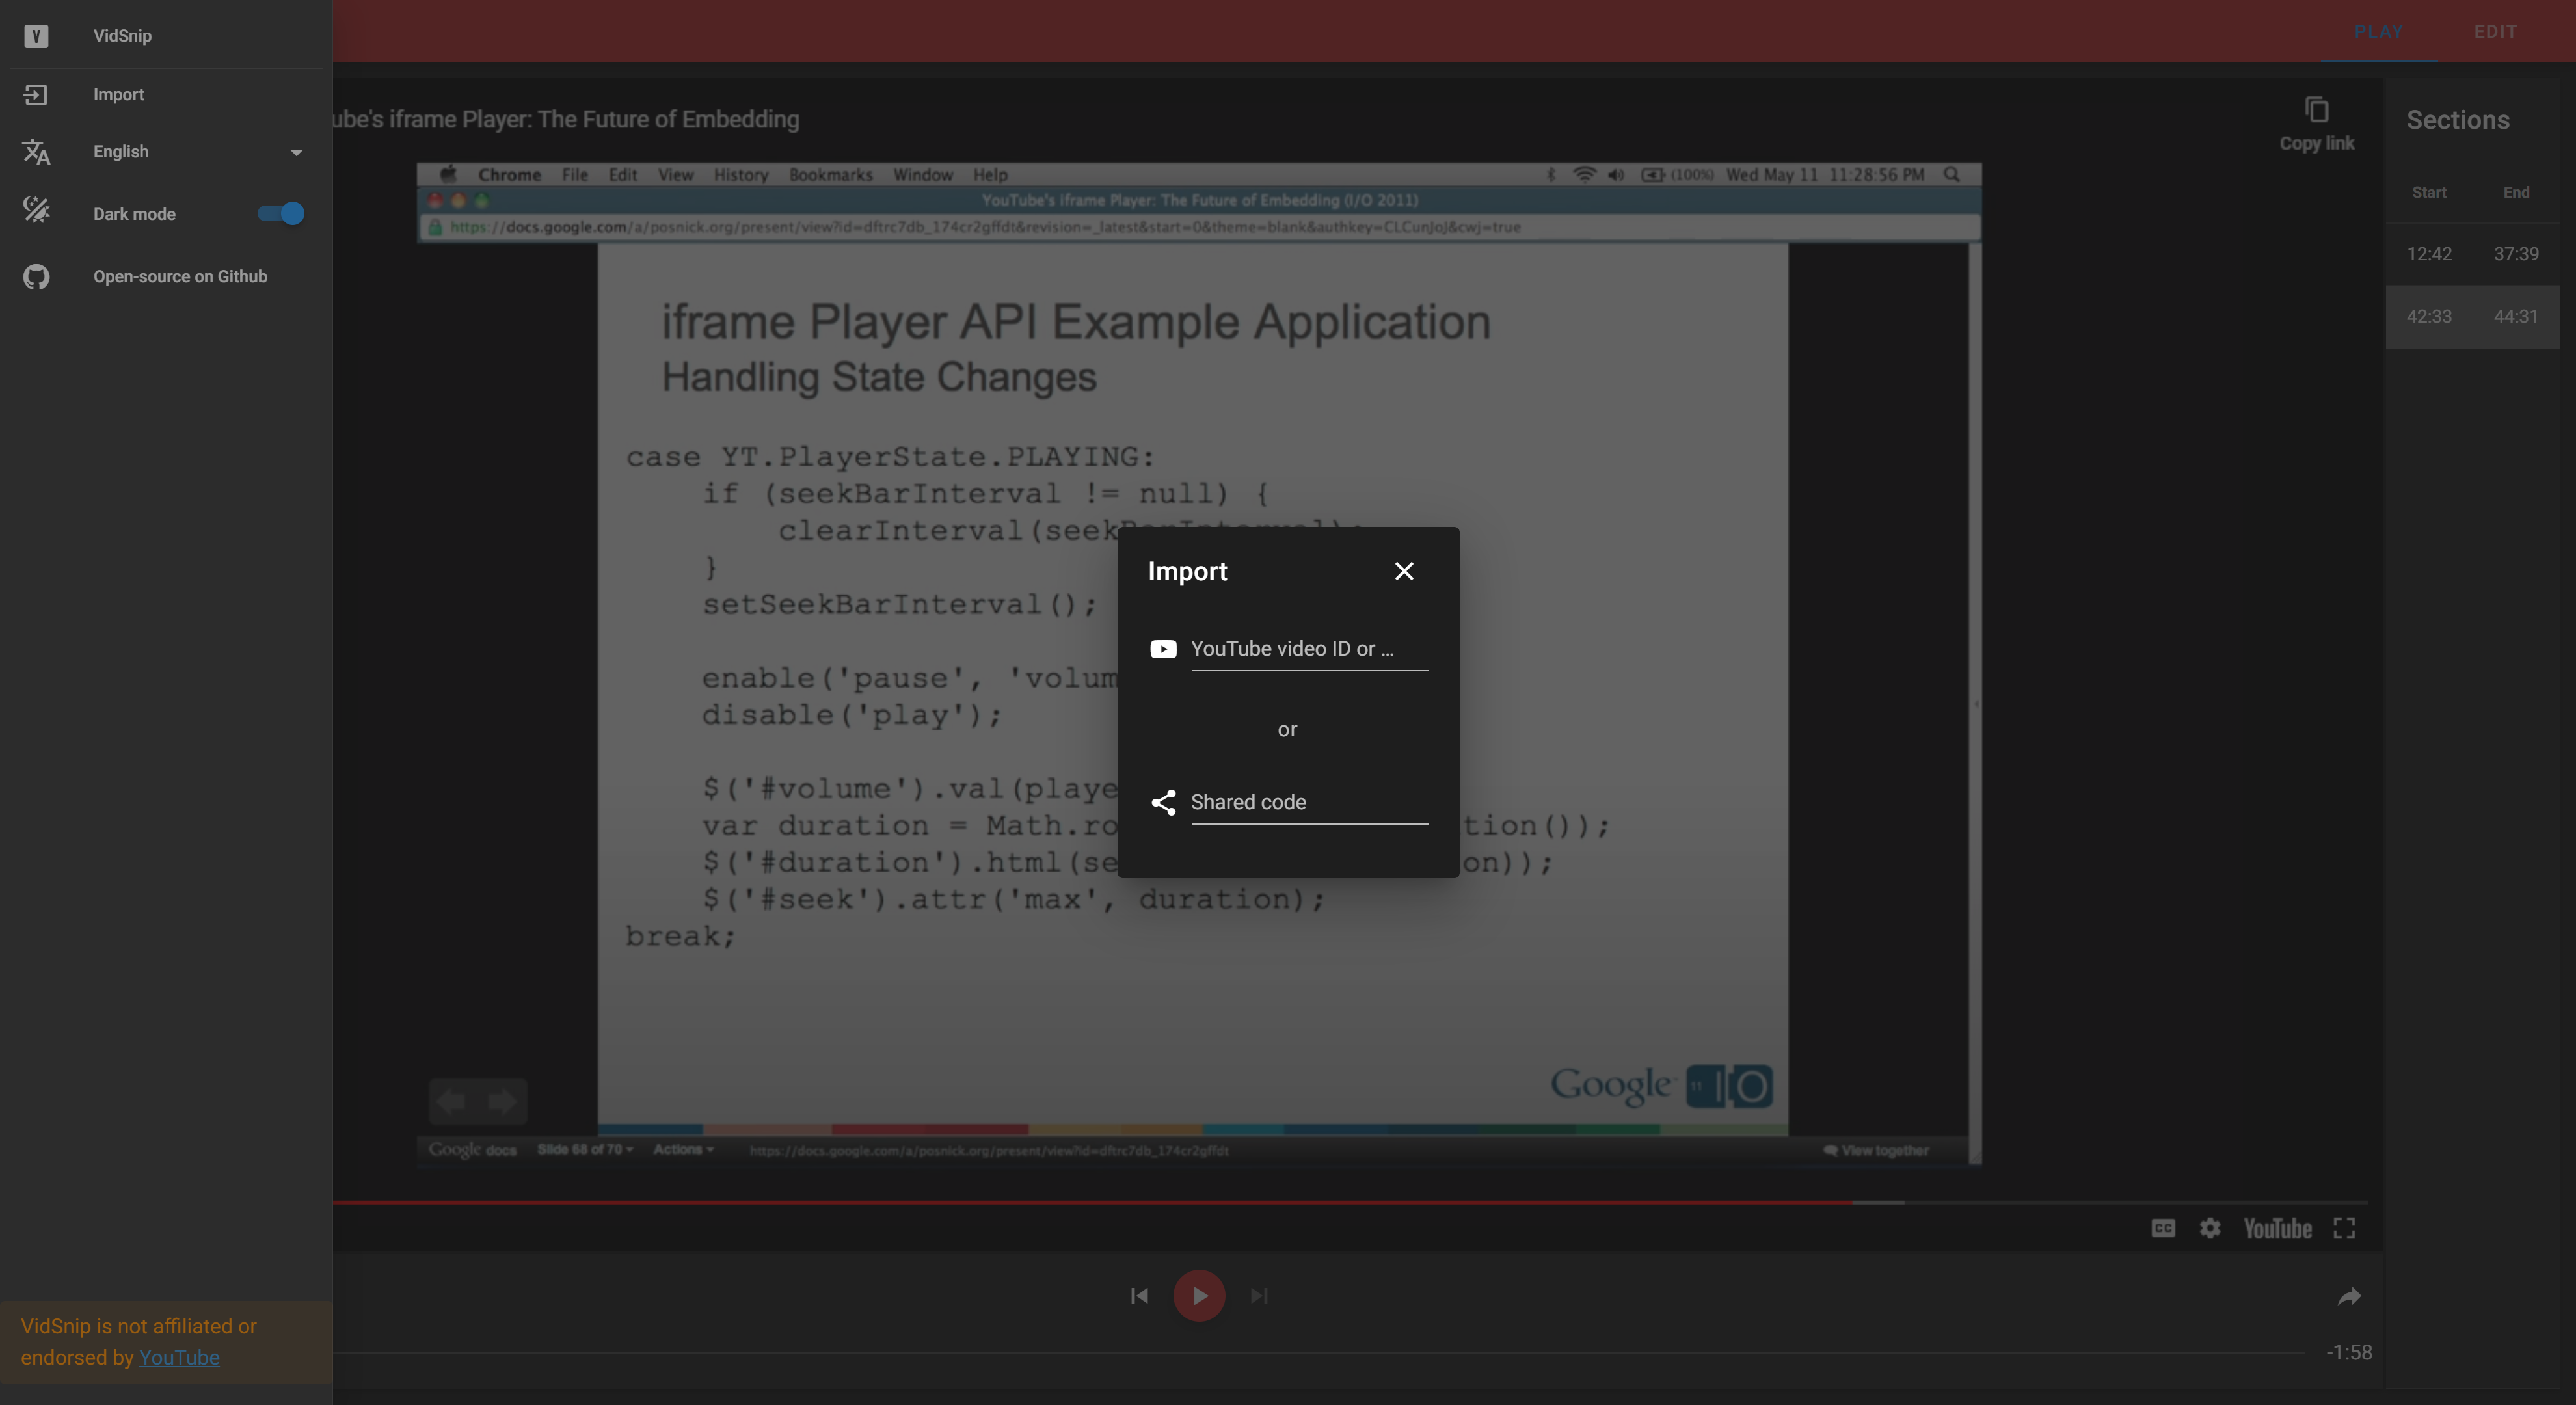 V VidSnip
Import
English
Dark mode
Open-source on Github
VidSnip is not affiliated or
endorsed by YouTube
PLAY EDIT
ube's iframe Player: The Future of Embedding
Copy link
Chrome File Edit View History Bookmarks Window Help (100%) Wed May 11 11:28:56 PM
YouTube's iframe Player: The Future of Embedding (I/O 2011)
https://docs.google.com/a/posnick.org/present/view?id=dftrc7db_174cr2gffdt&revision=_latest&start=0&theme=blank&authkey=CLCunJoJ&cwj=true
iframe Player API Example Application
Handling State Changes
case YT.PlayerState.PLAYING:
if (seekBarInterval != null) {
clearInterval(seekBarInterval);
}
setSeekBarInterval();
enable('pause', 'volum
disable('play');
$('#volume').val(playe
var duration = Math.ro tion());
$('#duration').html(se on));
$('#seek').attr('max', duration);
break;
Google 11 IO
Google docs Slide 68 of 70 Actions https://docs.google.com/a/posnick.org/present/view?id=dftrc7db_174cr2gffdt View together
Import
YouTube video ID or ...
or
Shared code
CC YouTube
-1:58
Sections
Start End
12:42 37:39
42:33 44:31